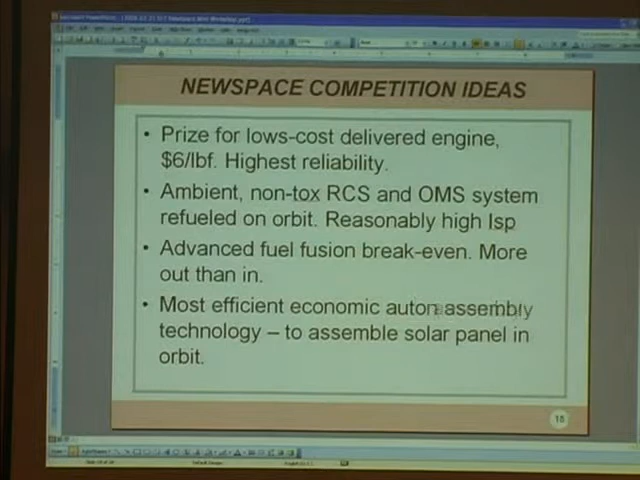 NEWSPACE COMPETITION IDEAS
• Prize for lows-cost delivered engine,
$6/lbf. Highest reliability.
• Ambient, non-tox RCS and OMS system
refueled on orbit. Reasonably high Isp
• Advanced fuel fusion break-even. More
out than in.
• Most efficient economic auton assembly
technology – to assemble solar panel in
orbit.
15